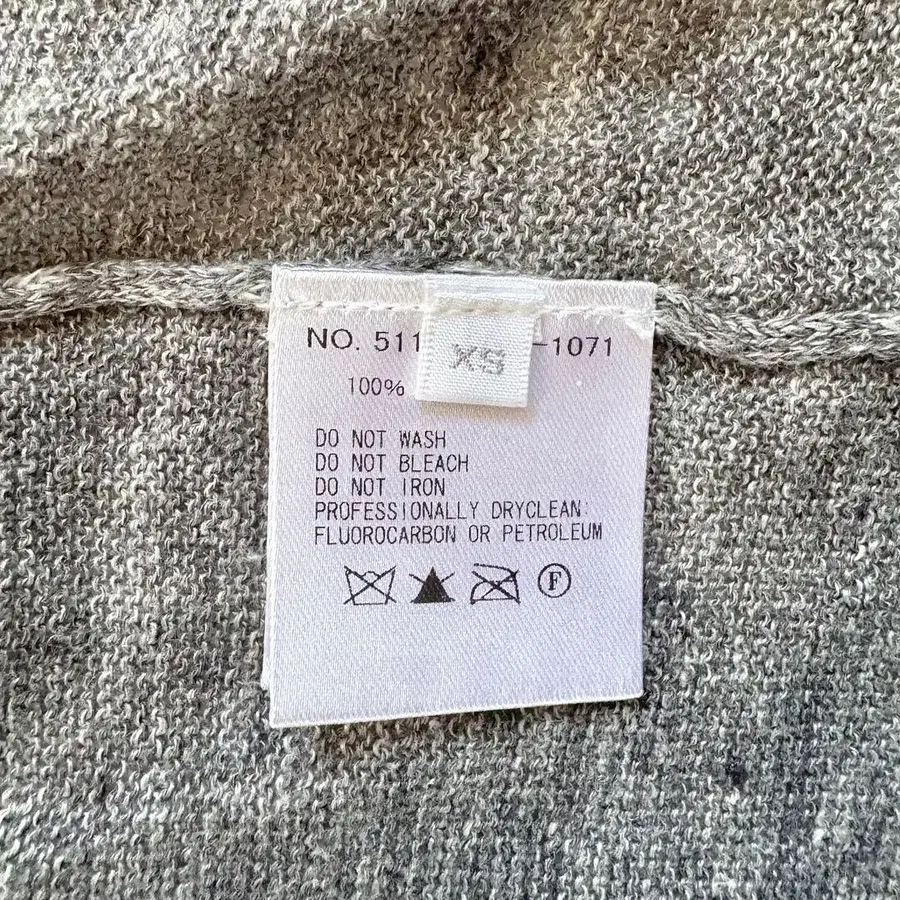 NO. 511 -1071
XS
100%
DO NOT WASH
DO NOT BLEACH
DO NOT IRON
PROFESSIONALLY DRYCLEAN:
FLUOROCARBON OR PETROLEUM
F